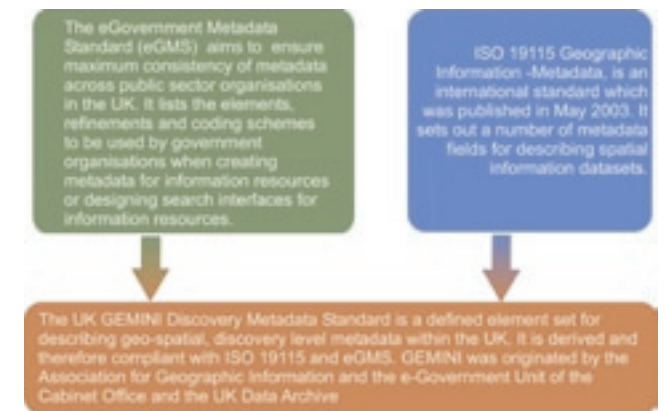 The eGovernment Metadata
Standard (eGMS) aims to ensure
maximum consistency of metadata
across public sector organisations
in the UK. It lists the elements,
refinements and coding schemes
to be used by government
organisations when creating
metadata for information resources
or designing search interfaces for
information resources.
ISO 19115 Geographic
Information -Metadata, is an
international standard which
was published in May 2003. It
sets out a number of metadata
fields for describing spatial
information datasets.
The UK GEMINI Discovery Metadata Standard is a defined element set for
describing geo-spatial, discovery level metadata within the UK. It is derived and
therefore compliant with ISO 19115 and eGMS. GEMINI was originated by the
Association for Geographic Information and the e-Government Unit of the
Cabinet Office and the UK Data Archive